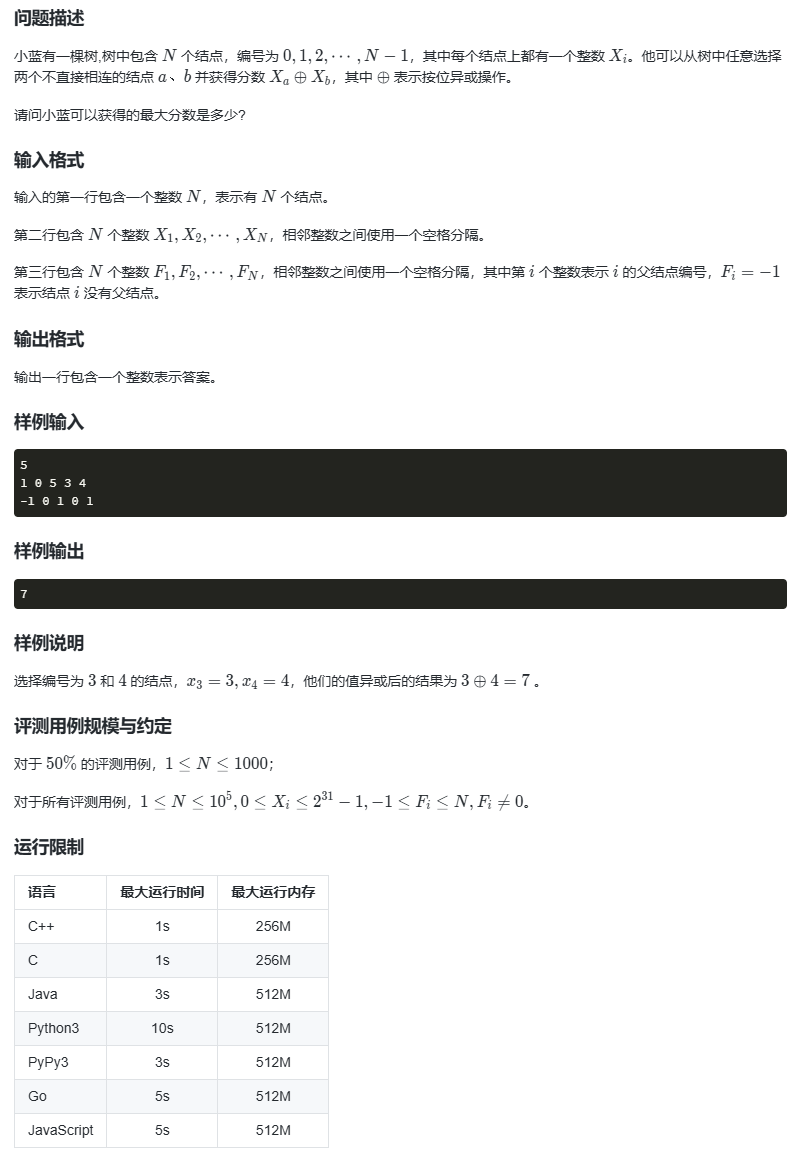 问题描述
小蓝有一棵树,树中包含 N 个结点，编号为 0, 1, 2, ⋯ , N − 1，其中每个结点上都有一个整数 X_i。他可以从树中任意选择
两个不直接相连的结点 a、b 并获得分数 X_a ⊕ X_b，其中 ⊕ 表示按位异或操作。
请问小蓝可以获得的最大分数是多少?
输入格式
输入的第一行包含一个整数 N，表示有 N 个结点。
第二行包含 N 个整数 X_1, X_2, ⋯ , X_N，相邻整数之间使用一个空格分隔。
第三行包含 N 个整数 F_1, F_2, ⋯ , F_N，相邻整数之间使用一个空格分隔，其中第 i 个整数表示 i 的父结点编号，F_i = −1
表示结点 i 没有父结点。
输出格式
输出一行包含一个整数表示答案。
样例输入
5
1 0 5 3 4
-1 0 1 0 1
样例输出
7
样例说明
选择编号为 3 和 4 的结点，x_3 = 3, x_4 = 4，他们的值异或后的结果为 3 ⊕ 4 = 7 。
评测用例规模与约定
对于 50% 的评测用例，1 ≤ N ≤ 1000；
对于所有评测用例，1 ≤ N ≤ 10^5, 0 ≤ X_i ≤ 2^31 − 1, −1 ≤ F_i ≤ N, F_i ≠ 0。
运行限制
语言 最大运行时间 最大运行内存
C++ 1s 256M
C 1s 256M
Java 3s 512M
Python3 10s 512M
PyPy3 3s 512M
Go 5s 512M
JavaScript 5s 512M